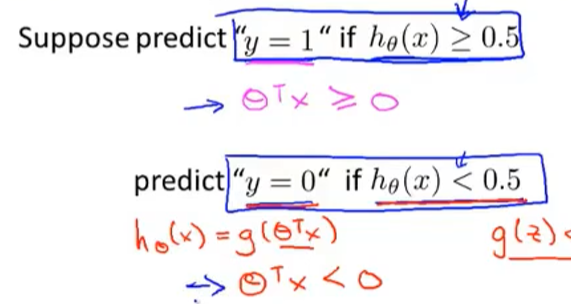 Suppose predict "y = 1" if hθ(x) ≥ 0.5
→ θᵀx ≥ 0
predict "y = 0" if hθ(x) < 0.5
hθ(x) = g(θᵀx) g(z) <
→ θᵀx < 0